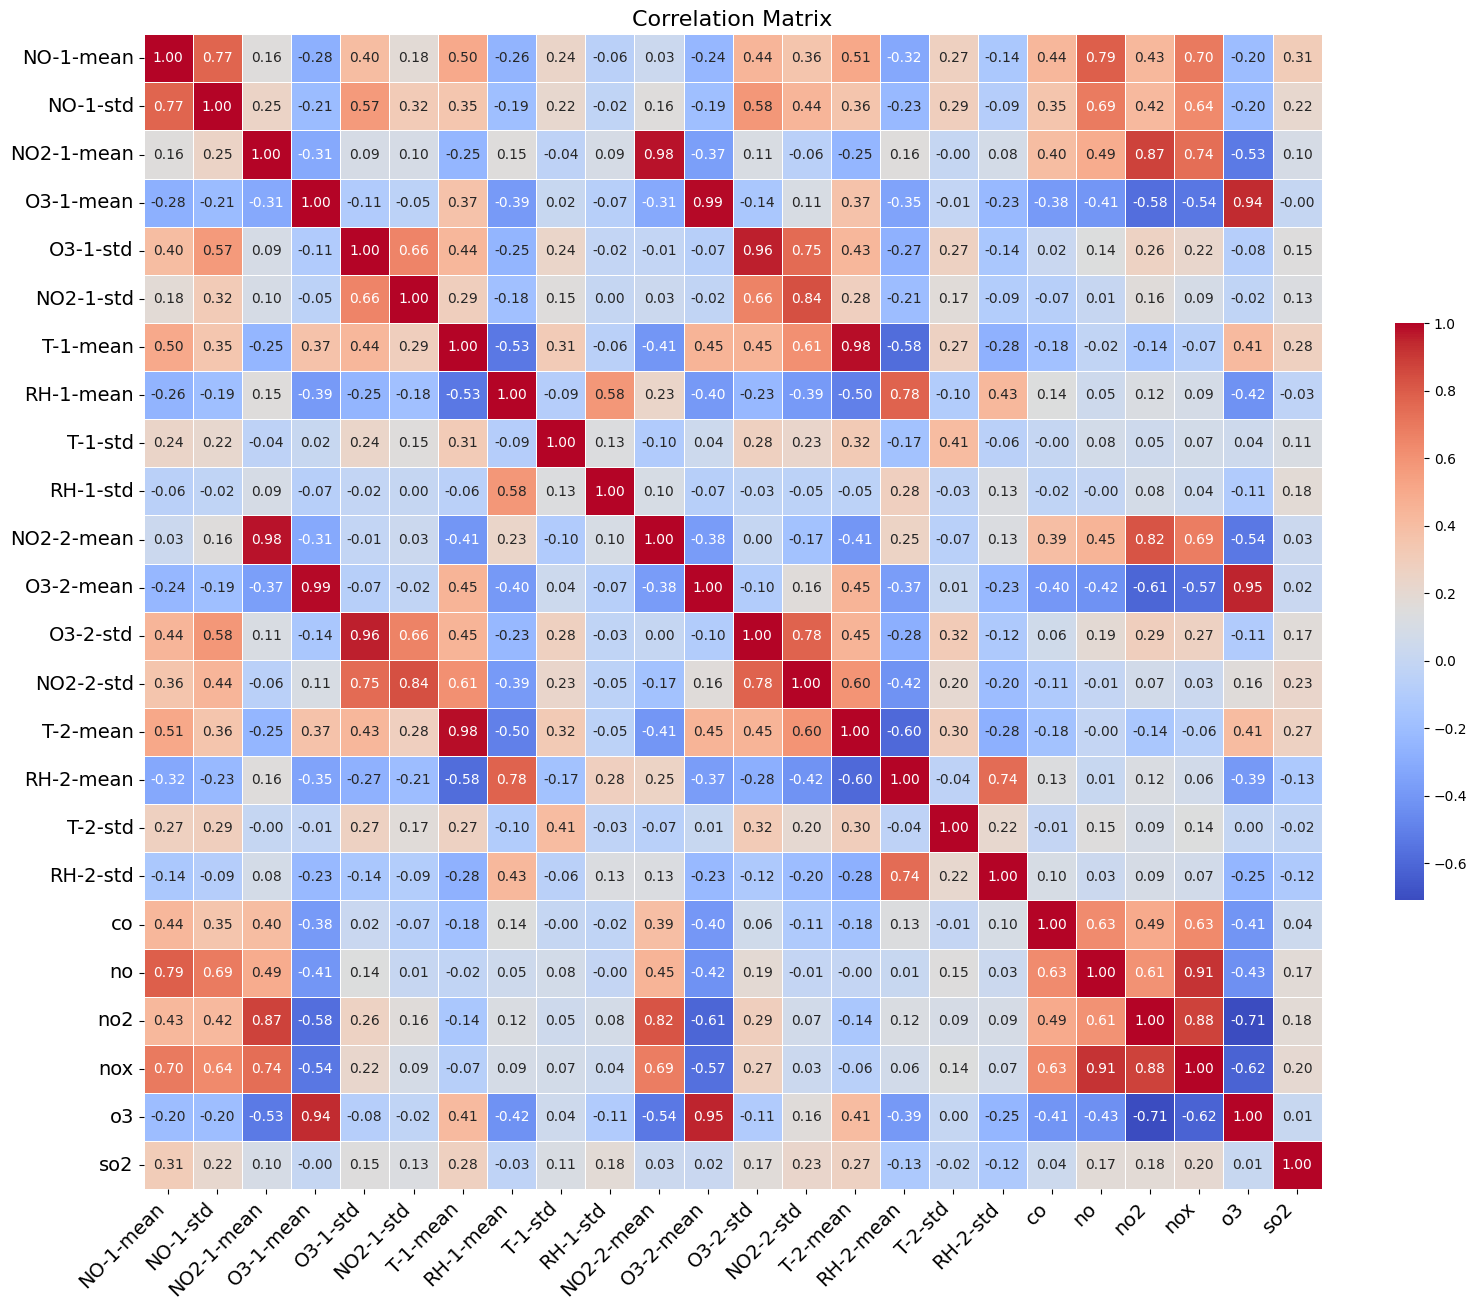 Correlation Matrix
NO-1-mean 1.00 0.77 0.16 -0.28 0.40 0.18 0.50 -0.26 0.24 -0.06 0.03 -0.24 0.44 0.36 0.51 -0.32 0.27 -0.14 0.44 0.79 0.43 0.70 -0.20 0.31
NO-1-std 0.77 1.00 0.25 -0.21 0.57 0.32 0.35 -0.19 0.22 -0.02 0.16 -0.19 0.58 0.44 0.36 -0.23 0.29 -0.09 0.35 0.69 0.42 0.64 -0.20 0.22
NO2-1-mean 0.16 0.25 1.00 -0.31 0.09 0.10 -0.25 0.15 -0.04 0.09 0.98 -0.37 0.11 -0.06 -0.25 0.16 -0.00 0.08 0.40 0.49 0.87 0.74 -0.53 0.10
O3-1-mean -0.28 -0.21 -0.31 1.00 -0.11 -0.05 0.37 -0.39 0.02 -0.07 -0.31 0.99 -0.14 0.11 0.37 -0.35 -0.01 -0.23 -0.38 -0.41 -0.58 -0.54 0.94 -0.00
O3-1-std 0.40 0.57 0.09 -0.11 1.00 0.66 0.44 -0.25 0.24 -0.02 -0.01 -0.07 0.96 0.75 0.43 -0.27 0.27 -0.14 0.02 0.14 0.26 0.22 -0.08 0.15
NO2-1-std 0.18 0.32 0.10 -0.05 0.66 1.00 0.29 -0.18 0.15 0.00 0.03 -0.02 0.66 0.84 0.28 -0.21 0.17 -0.09 -0.07 0.01 0.16 0.09 -0.02 0.13
T-1-mean 0.50 0.35 -0.25 0.37 0.44 0.29 1.00 -0.53 0.31 -0.06 -0.41 0.45 0.45 0.61 0.98 -0.58 0.27 -0.28 -0.18 -0.02 -0.14 -0.07 0.41 0.28
RH-1-mean -0.26 -0.19 0.15 -0.39 -0.25 -0.18 -0.53 1.00 -0.09 0.58 0.23 -0.40 -0.23 -0.39 -0.50 0.78 -0.10 0.43 0.14 0.05 0.12 0.09 -0.42 -0.03
T-1-std 0.24 0.22 -0.04 0.02 0.24 0.15 0.31 -0.09 1.00 0.13 -0.10 0.04 0.28 0.23 0.32 -0.17 0.41 -0.06 -0.00 0.08 0.05 0.07 0.04 0.11
RH-1-std -0.06 -0.02 0.09 -0.07 -0.02 0.00 -0.06 0.58 0.13 1.00 0.10 -0.07 -0.03 -0.05 -0.05 0.28 -0.03 0.13 -0.02 -0.00 0.08 0.04 -0.11 0.18
NO2-2-mean 0.03 0.16 0.98 -0.31 -0.01 0.03 -0.41 0.23 -0.10 0.10 1.00 -0.38 0.00 -0.17 -0.41 0.25 -0.07 0.13 0.39 0.45 0.82 0.69 -0.54 0.03
O3-2-mean -0.24 -0.19 -0.37 0.99 -0.07 -0.02 0.45 -0.40 0.04 -0.07 -0.38 1.00 -0.10 0.16 0.45 -0.37 0.01 -0.23 -0.40 -0.42 -0.61 -0.57 0.95 0.02
O3-2-std 0.44 0.58 0.11 -0.14 0.96 0.66 0.45 -0.23 0.28 -0.03 0.00 -0.10 1.00 0.78 0.45 -0.28 0.32 -0.12 0.06 0.19 0.29 0.27 -0.11 0.17
NO2-2-std 0.36 0.44 -0.06 0.11 0.75 0.84 0.61 -0.39 0.23 -0.05 -0.17 0.16 0.78 1.00 0.60 -0.42 0.20 -0.20 -0.11 -0.01 0.07 0.03 0.16 0.23
T-2-mean 0.51 0.36 -0.25 0.37 0.43 0.28 0.98 -0.50 0.32 -0.05 -0.41 0.45 0.45 0.60 1.00 -0.60 0.30 -0.28 -0.18 -0.00 -0.14 -0.06 0.41 0.27
RH-2-mean -0.32 -0.23 0.16 -0.35 -0.27 -0.21 -0.58 0.78 -0.17 0.28 0.25 -0.37 -0.28 -0.42 -0.60 1.00 -0.04 0.74 0.13 0.01 0.12 0.06 -0.39 -0.13
T-2-std 0.27 0.29 -0.00 -0.01 0.27 0.17 0.27 -0.10 0.41 -0.03 -0.07 0.01 0.32 0.20 0.30 -0.04 1.00 0.22 -0.01 0.15 0.09 0.14 0.00 -0.02
RH-2-std -0.14 -0.09 0.08 -0.23 -0.14 -0.09 -0.28 0.43 -0.06 0.13 0.13 -0.23 -0.12 -0.20 -0.28 0.74 0.22 1.00 0.10 0.03 0.09 0.07 -0.25 -0.12
co 0.44 0.35 0.40 -0.38 0.02 -0.07 -0.18 0.14 -0.00 -0.02 0.39 -0.40 0.06 -0.11 -0.18 0.13 -0.01 0.10 1.00 0.63 0.49 0.63 -0.41 0.04
no 0.79 0.69 0.49 -0.41 0.14 0.01 -0.02 0.05 0.08 -0.00 0.45 -0.42 0.19 -0.01 -0.00 0.01 0.15 0.03 0.63 1.00 0.61 0.91 -0.43 0.17
no2 0.43 0.42 0.87 -0.58 0.26 0.16 -0.14 0.12 0.05 0.08 0.82 -0.61 0.29 0.07 -0.14 0.12 0.09 0.09 0.49 0.61 1.00 0.88 -0.71 0.18
nox 0.70 0.64 0.74 -0.54 0.22 0.09 -0.07 0.09 0.07 0.04 0.69 -0.57 0.27 0.03 -0.06 0.06 0.14 0.07 0.63 0.91 0.88 1.00 -0.62 0.20
o3 -0.20 -0.20 -0.53 0.94 -0.08 -0.02 0.41 -0.42 0.04 -0.11 -0.54 0.95 -0.11 0.16 0.41 -0.39 0.00 -0.25 -0.41 -0.43 -0.71 -0.62 1.00 0.01
so2 0.31 0.22 0.10 -0.00 0.15 0.13 0.28 -0.03 0.11 0.18 0.03 0.02 0.17 0.23 0.27 -0.13 -0.02 -0.12 0.04 0.17 0.18 0.20 0.01 1.00
NO-1-mean NO-1-std NO2-1-mean O3-1-mean O3-1-std NO2-1-std T-1-mean RH-1-mean T-1-std RH-1-std NO2-2-mean O3-2-mean O3-2-std NO2-2-std T-2-mean RH-2-mean T-2-std RH-2-std co no no2 nox o3 so2
1.0
0.8
0.6
0.4
0.2
0.0
−0.2
−0.4
−0.6